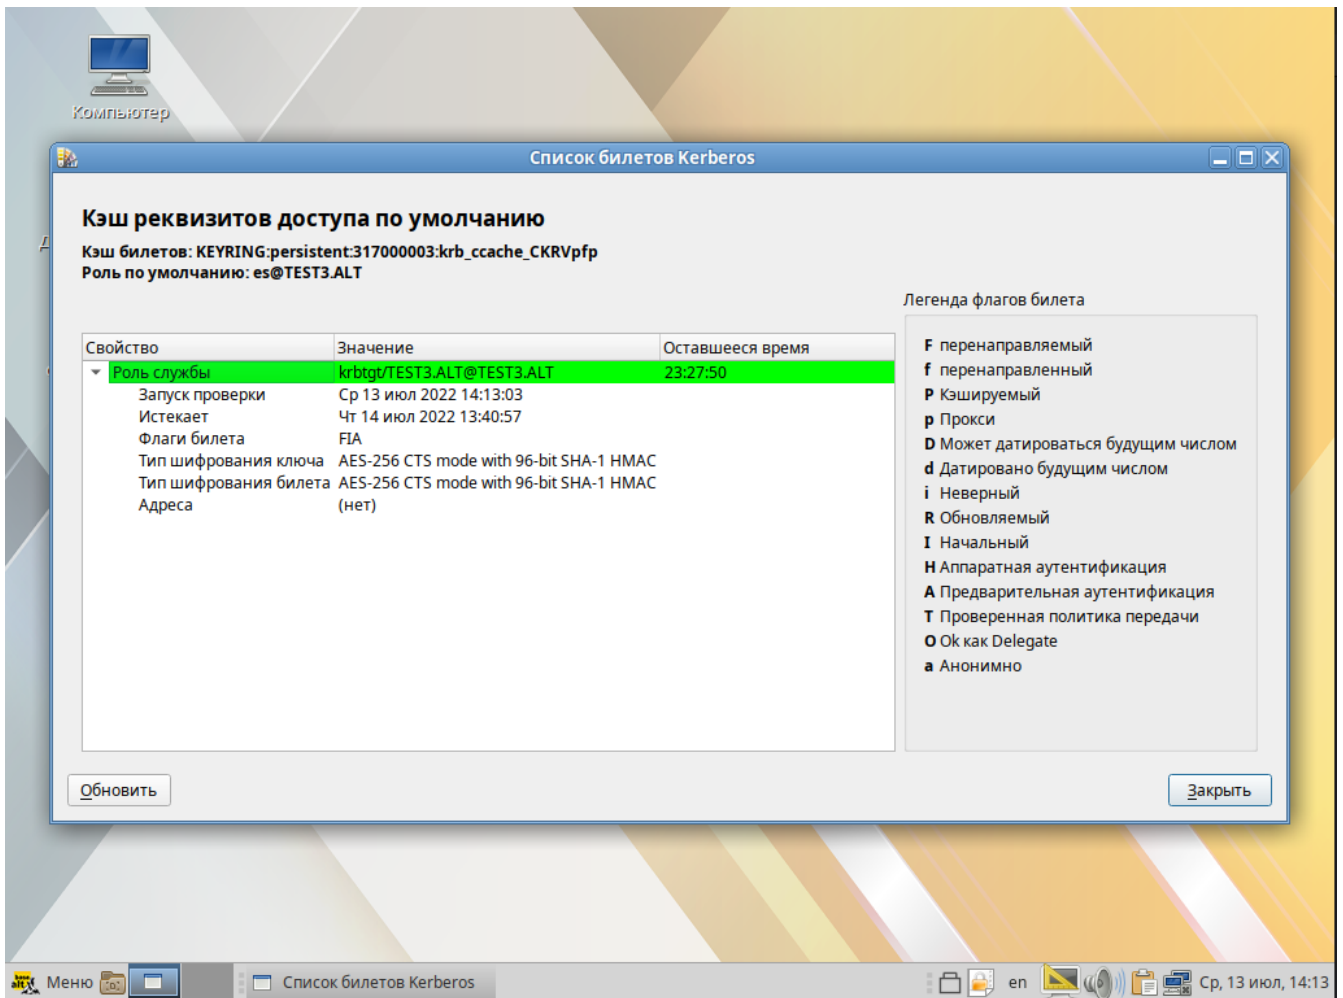 Компьютер
Список билетов Kerberos
Кэш реквизитов доступа по умолчанию
Кэш билетов: KEYRING:persistent:317000003:krb_ccache_CKRVpfp
Роль по умолчанию: es@TEST3.ALT
Легенда флагов билета
Свойство Значение Оставшееся время
Роль службы krbtgt/TEST3.ALT@TEST3.ALT 23:27:50
Запуск проверки Ср 13 июл 2022 14:13:03
Истекает Чт 14 июл 2022 13:40:57
Флаги билета FIA
Тип шифрования ключа AES-256 CTS mode with 96-bit SHA-1 HMAC
Тип шифрования билета AES-256 CTS mode with 96-bit SHA-1 HMAC
Адреса (нет)
F перенаправляемый
f перенаправленный
P Кэшируемый
p Прокси
D Может датироваться будущим числом
d Датировано будущим числом
i Неверный
R Обновляемый
I Начальный
H Аппаратная аутентификация
A Предварительная аутентификация
T Проверенная политика передачи
O Ok как Delegate
a Анонимно
Обновить Закрыть
Меню Список билетов Kerberos en Ср, 13 июл, 14:13